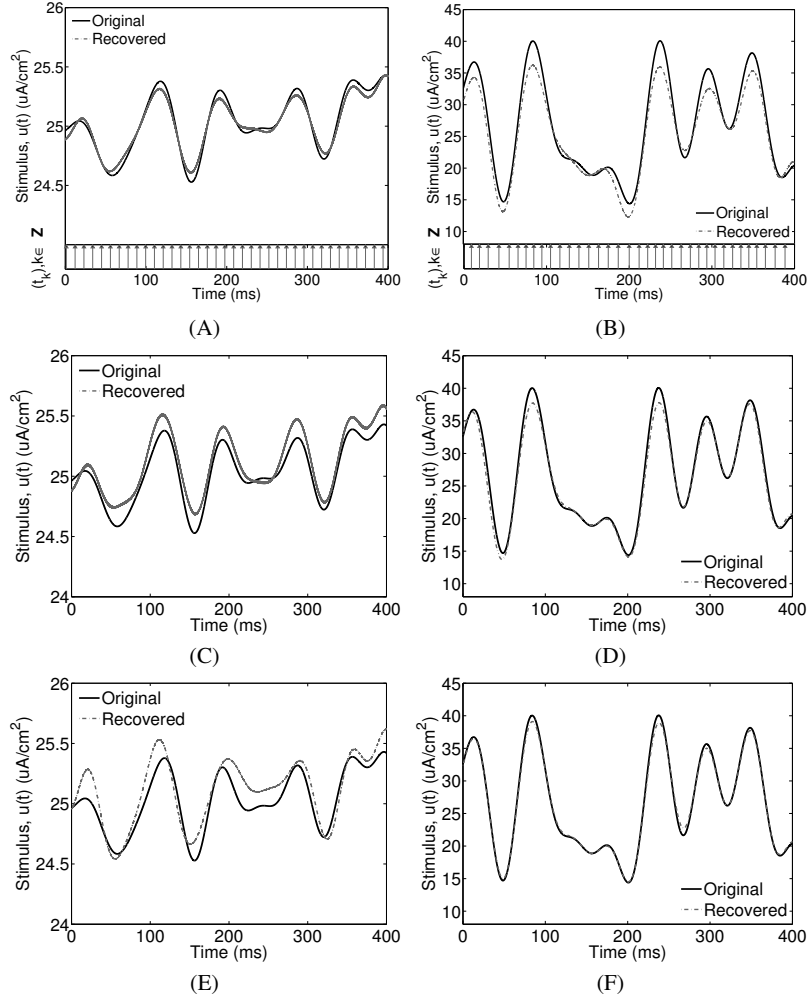 26
25.5
25
24.5
Stimulus, u(t) (uA/cm²)
Original
Recovered
(t_k),k∈ Z
0 100 200 300 400
Time (ms)
(A)
45
40
35
30
25
20
15
10
Stimulus, u(t) (uA/cm²)
Original
Recovered
(t_k),k∈ Z
0 100 200 300 400
Time (ms)
(B)
26
25.5
25
24.5
24
Stimulus, u(t) (uA/cm²)
Original
Recovered
0 100 200 300 400
Time (ms)
(C)
45
40
35
30
25
20
15
10
Stimulus, u(t) (uA/cm²)
Original
Recovered
0 100 200 300 400
Time (ms)
(D)
26
25.5
25
24.5
24
Stimulus, u(t) (uA/cm²)
Original
Recovered
0 100 200 300 400
Time (ms)
(E)
45
40
35
30
25
20
15
10
Stimulus, u(t) (uA/cm²)
Original
Recovered
0 100 200 300 400
Time (ms)
(F)